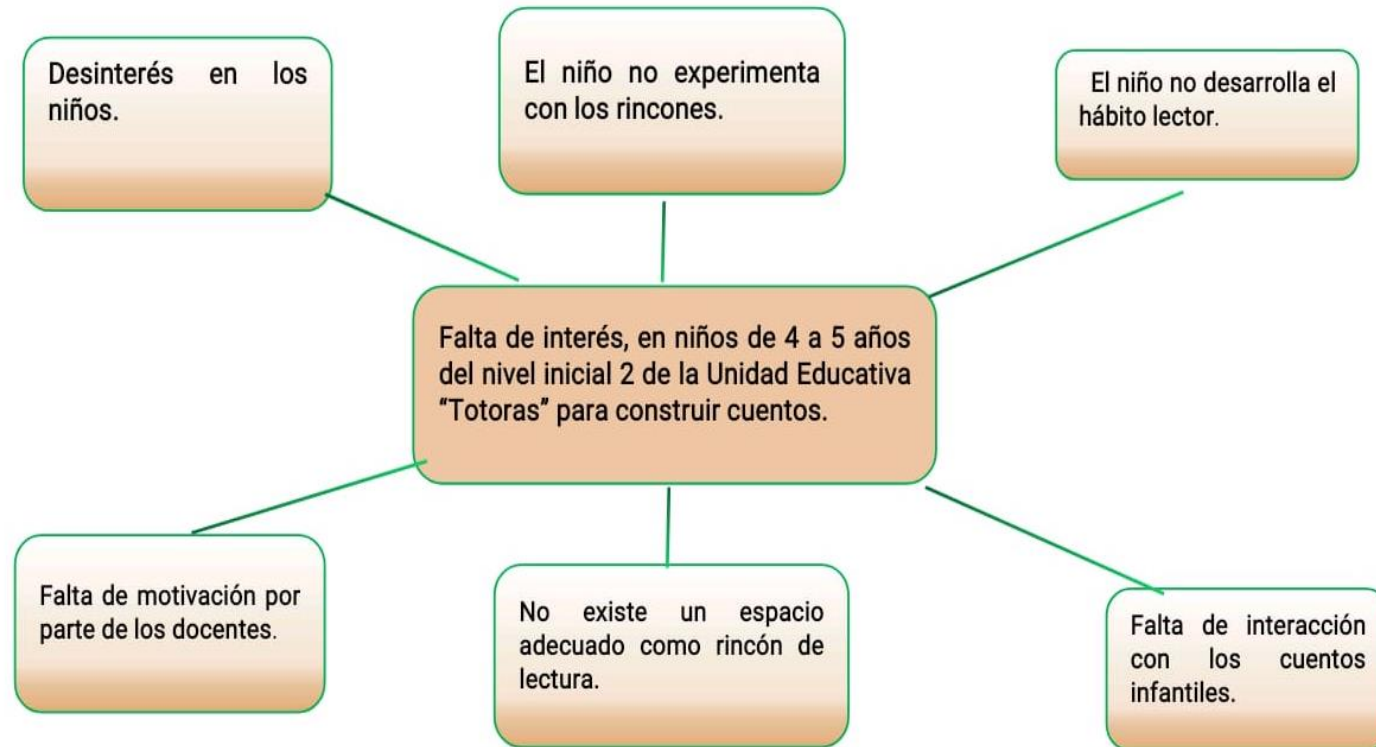 Desinterés en los
niños.
El niño no experimenta
con los rincones.
El niño no desarrolla el
hábito lector.
Falta de interés, en niños de 4 a 5 años
del nivel inicial 2 de la Unidad Educativa
“Totoras” para construir cuentos.
Falta de motivación por
parte de los docentes.
No existe un espacio
adecuado como rincón de
lectura.
Falta de interacción
con los cuentos
infantiles.